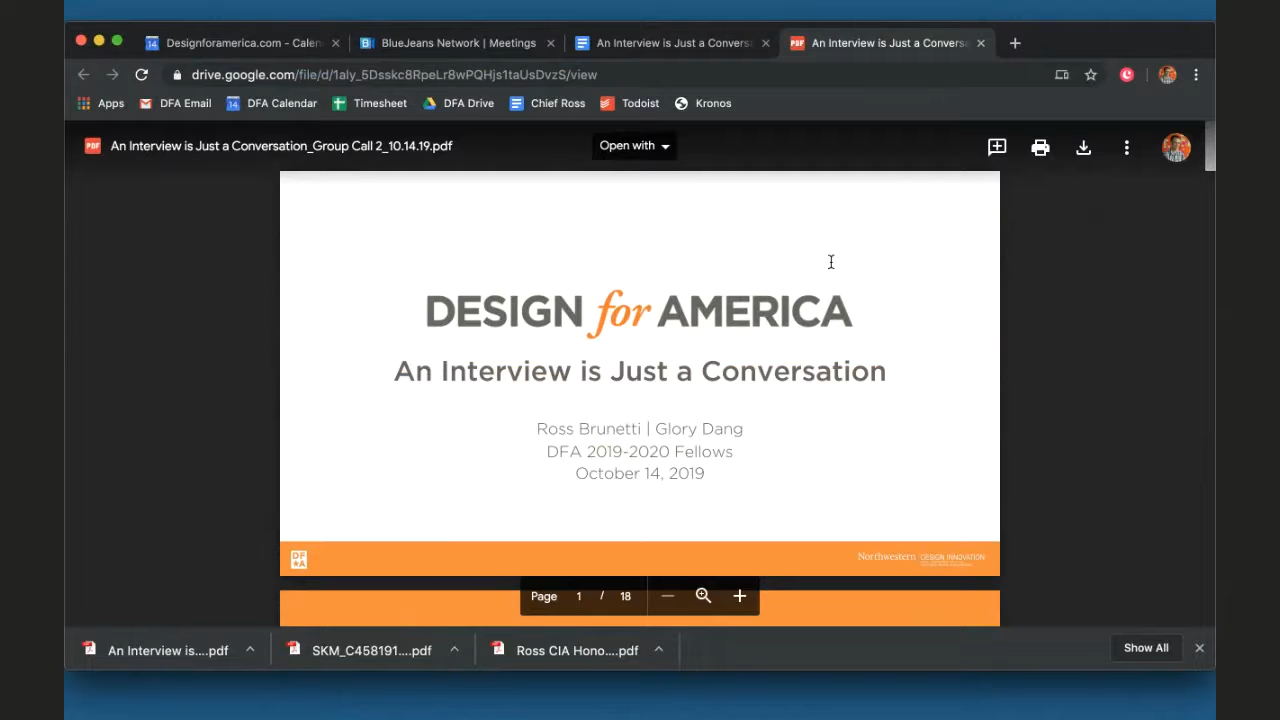 Designforamerica.com - Calen
BlueJeans Network | Meetings
An Interview is Just a Convers
An Interview is Just a Convers
drive.google.com/file/d/1aly_5Dsskc8RpeLr8wPQHjs1taUsDvzS/view
Apps
DFA Email
14
DFA Calendar
Timesheet
DFA Drive
Chief Ross
Todoist
Kronos
PDF
An Interview is Just a Conversation_Group Call 2_10.14.19.pdf
Open with
DESIGN for AMERICA
An Interview is Just a Conversation
Ross Brunetti | Glory Dang
DFA 2019-2020 Fellows
October 14, 2019
DF
A
Northwestern
DESIGN INNOVATION
Page 1 / 18
An Interview is....pdf
SKM_C458191....pdf
Ross CIA Hono....pdf
Show All